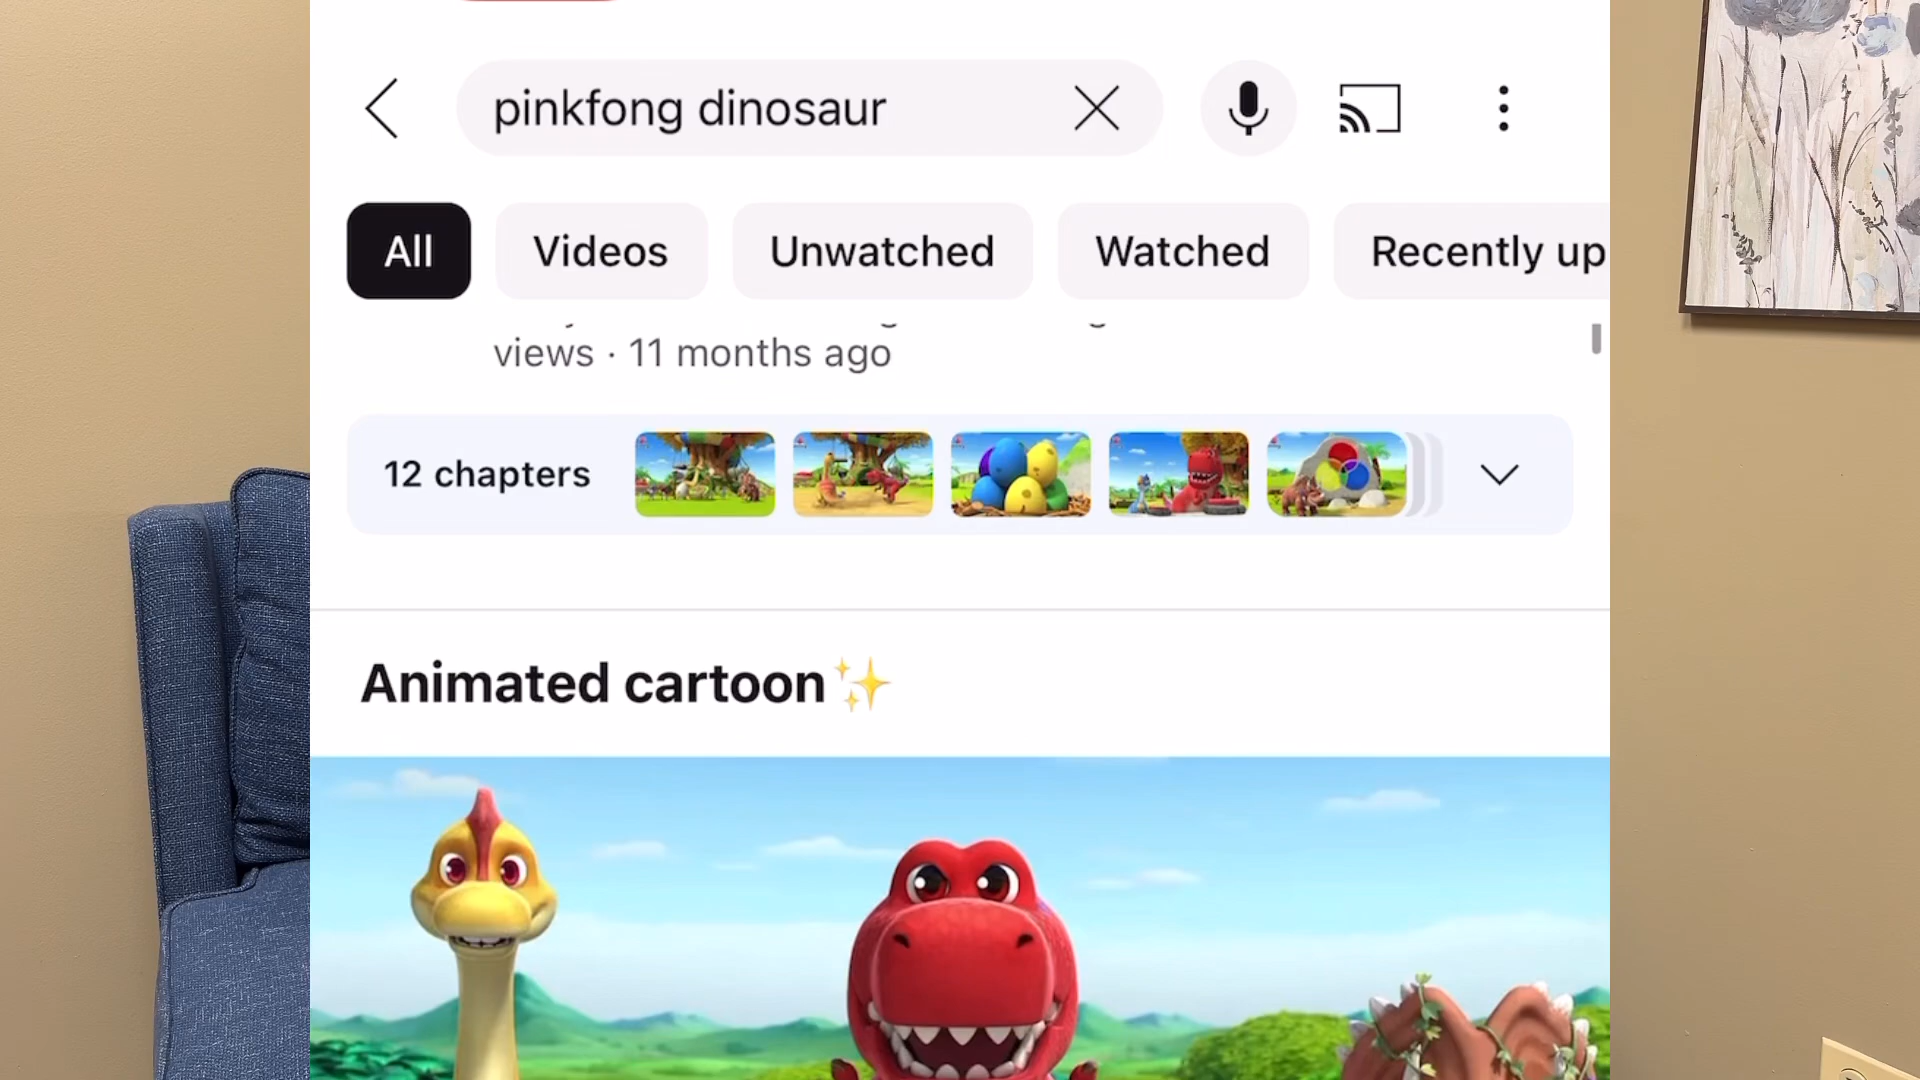 pinkfong dinosaur
All
Videos
Unwatched
Watched
Recently up
views · 11 months ago
12 chapters
Animated cartoon✨